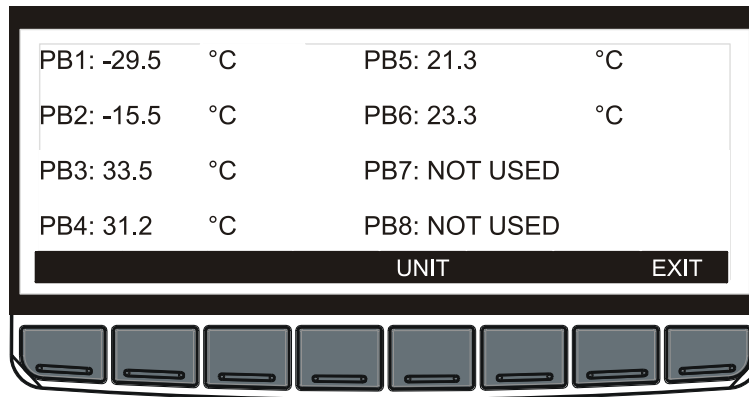 PB1: -29.5 °C PB5: 21.3 °C
PB2: -15.5 °C PB6: 23.3 °C
PB3: 33.5 °C PB7: NOT USED
PB4: 31.2 °C PB8: NOT USED
UNIT EXIT